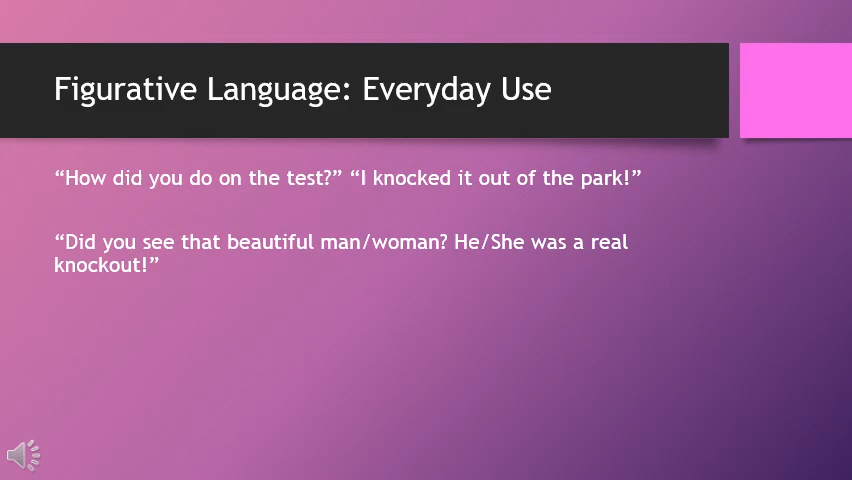 Figurative Language: Everyday Use
“How did you do on the test?” “I knocked it out of the park!”
“Did you see that beautiful man/woman? He/She was a real
knockout!”